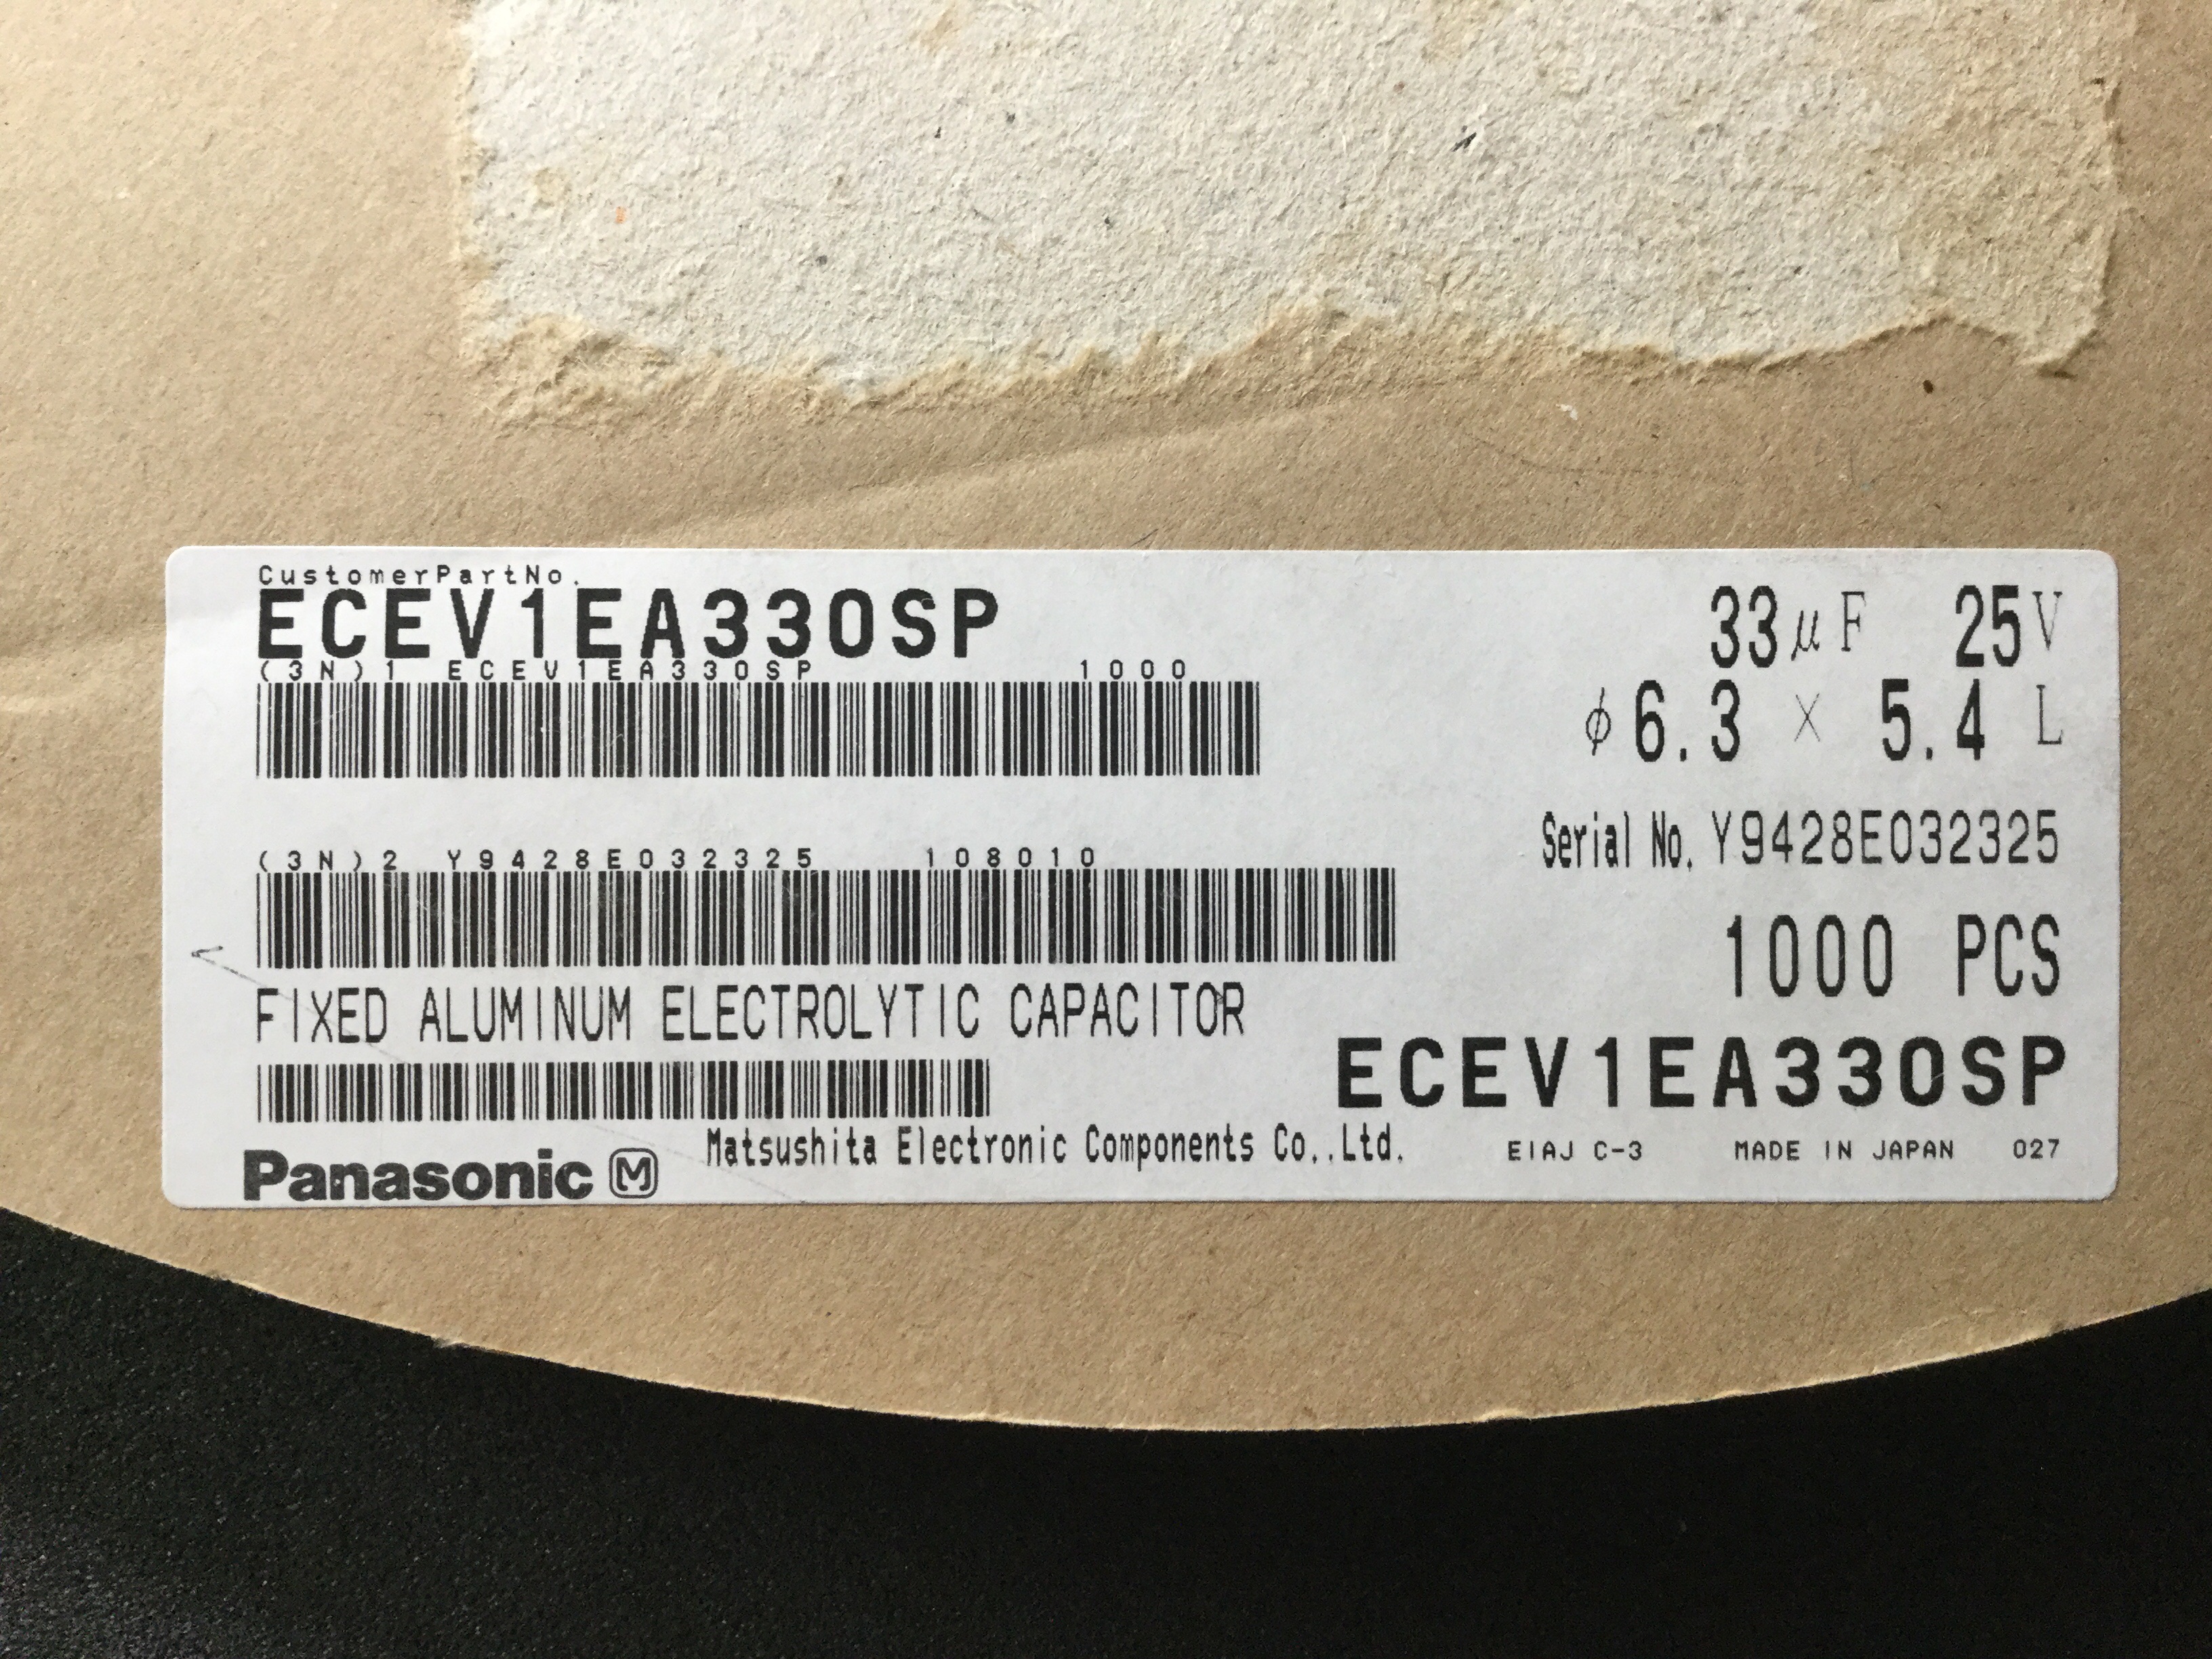 CustomerPartNo.
ECEV1EA330SP
(3N)1 ECEV1EA330SP 1000
33μF 25V
φ6.3 × 5.4 L
(3N)2 Y9428E032325 108010
Serial No. Y9428E032325
1000 PCS
FIXED ALUMINUM ELECTROLYTIC CAPACITOR
ECEV1EA330SP
Panasonic M Matsushita Electronic Components Co.,Ltd. EIAJ C-3 MADE IN JAPAN 027